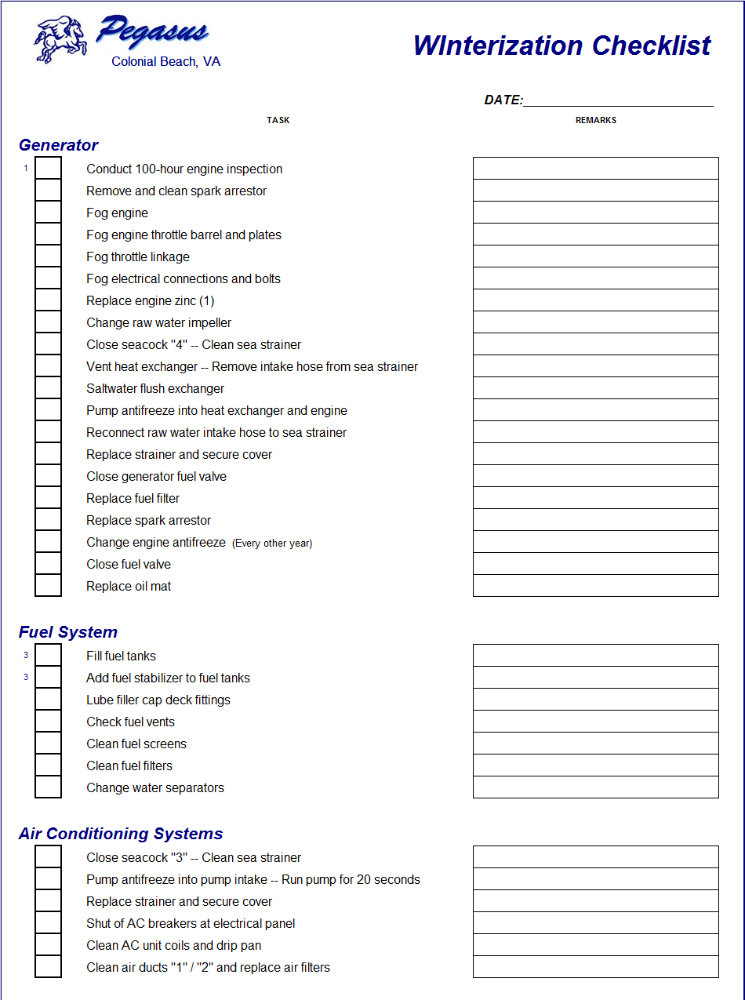 Pegasus
Colonial Beach, VA
WInterization Checklist
DATE:___________________________
TASK REMARKS
Generator
1 Conduct 100-hour engine inspection
Remove and clean spark arrestor
Fog engine
Fog engine throttle barrel and plates
Fog throttle linkage
Fog electrical connections and bolts
Replace engine zinc (1)
Change raw water impeller
Close seacock "4" -- Clean sea strainer
Vent heat exchanger -- Remove intake hose from sea strainer
Saltwater flush exchanger
Pump antifreeze into heat exchanger and engine
Reconnect raw water intake hose to sea strainer
Replace strainer and secure cover
Close generator fuel valve
Replace fuel filter
Replace spark arrestor
Change engine antifreeze (Every other year)
Close fuel valve
Replace oil mat
Fuel System
3 Fill fuel tanks
3 Add fuel stabilizer to fuel tanks
Lube filler cap deck fittings
Check fuel vents
Clean fuel screens
Clean fuel filters
Change water separators
Air Conditioning Systems
Close seacock "3" -- Clean sea strainer
Pump antifreeze into pump intake -- Run pump for 20 seconds
Replace strainer and secure cover
Shut of AC breakers at electrical panel
Clean AC unit coils and drip pan
Clean air ducts "1" / "2" and replace air filters